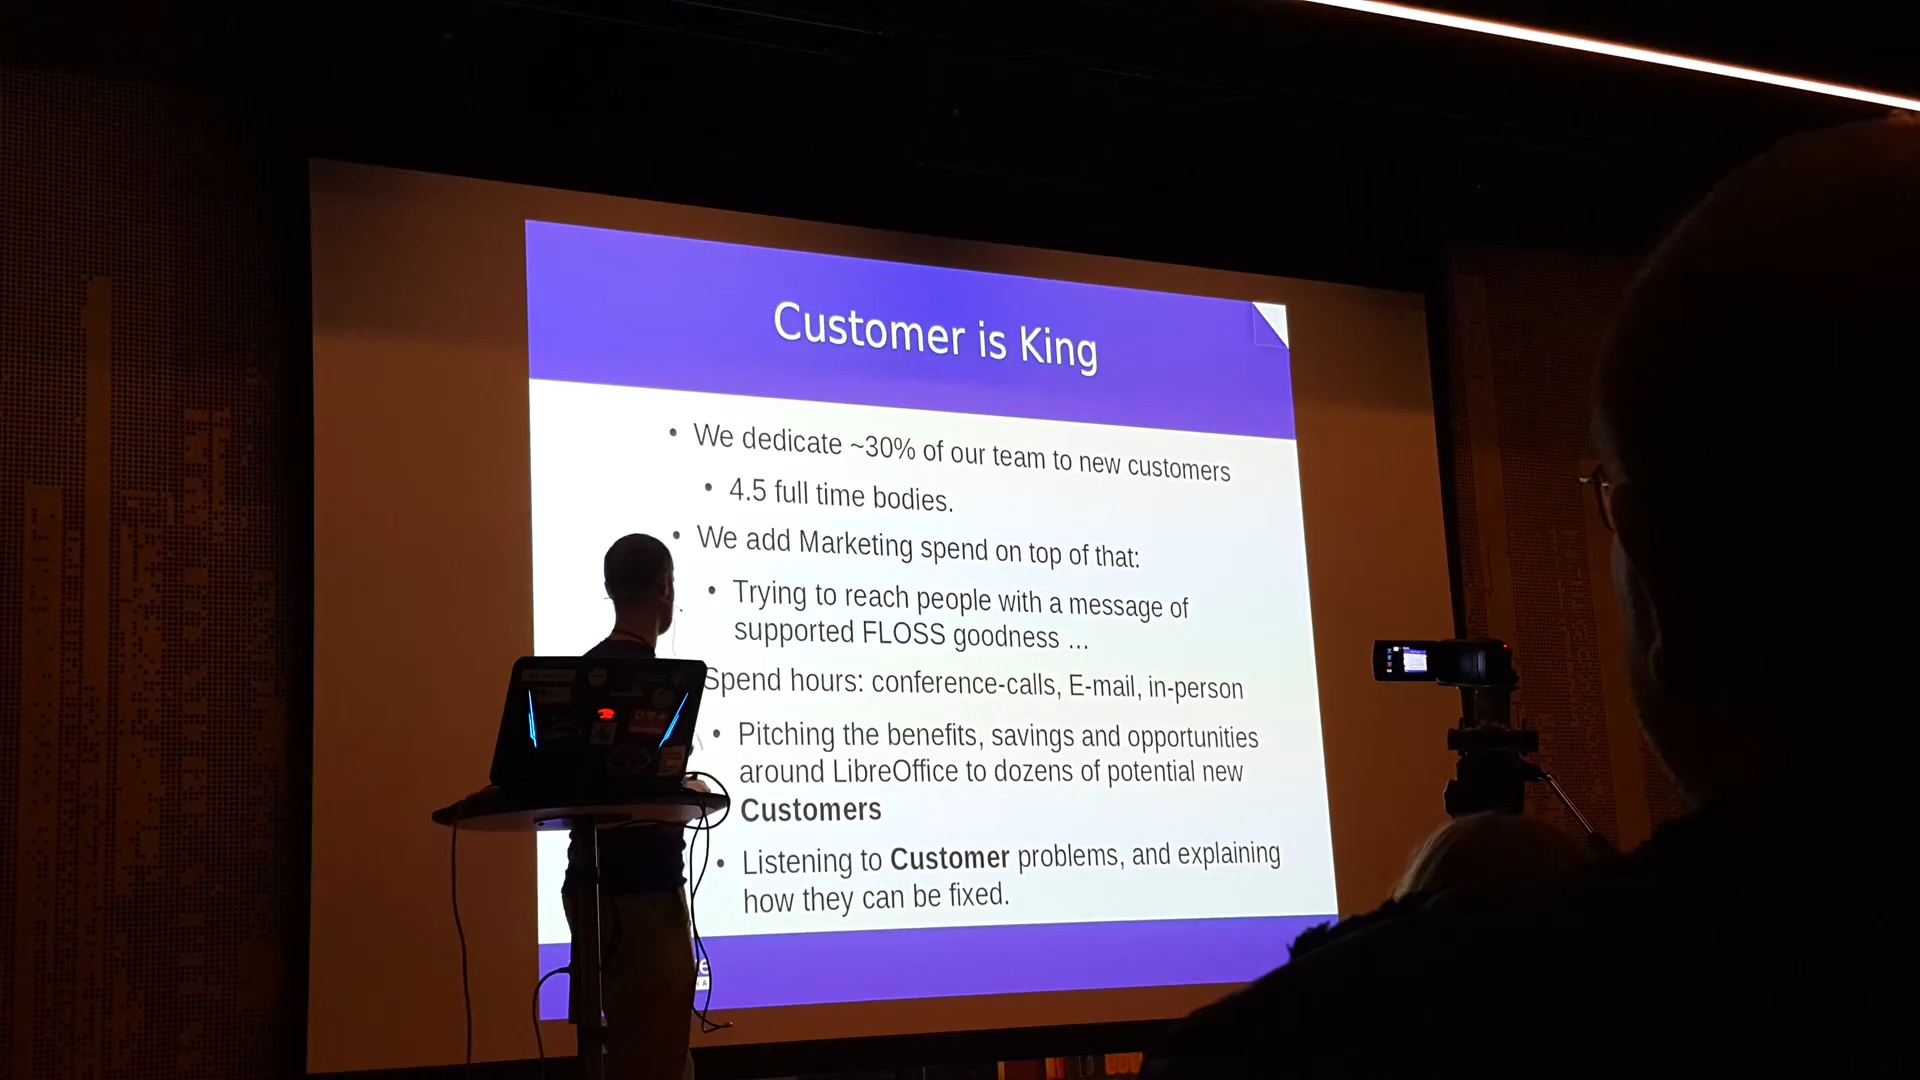 Customer is King
• We dedicate ~30% of our team to new customers
• 4.5 full time bodies.
• We add Marketing spend on top of that:
• Trying to reach people with a message of
supported FLOSS goodness ...
Spend hours: conference-calls, E-mail, in-person
• Pitching the benefits, savings and opportunities
around LibreOffice to dozens of potential new
Customers
• Listening to Customer problems, and explaining
how they can be fixed.